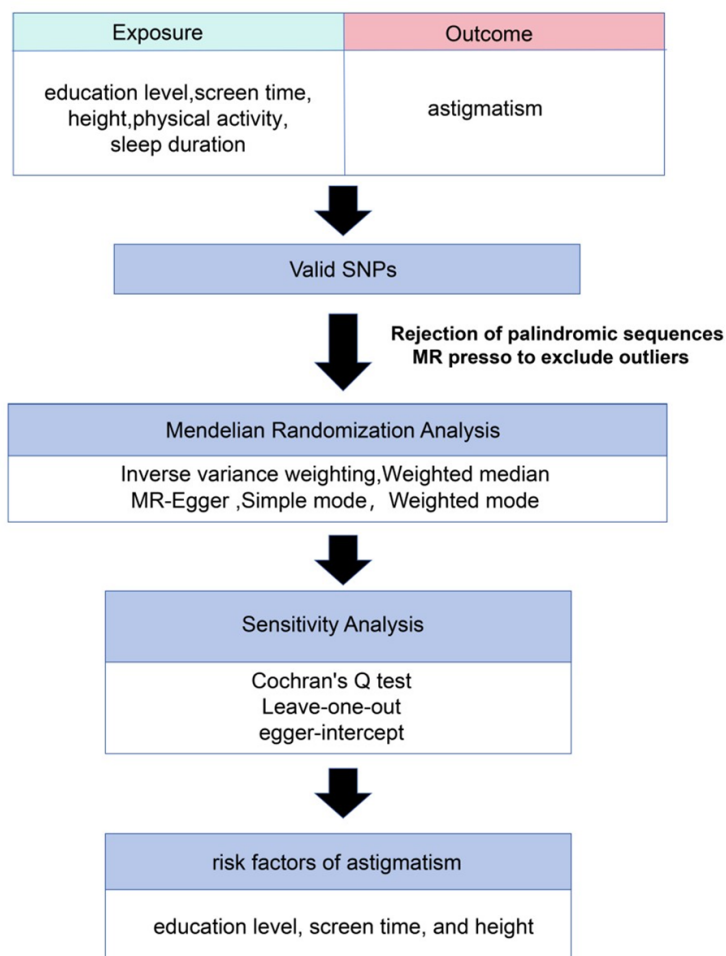 Exposure
Outcome
education level,screen time,
height,physical activity,
sleep duration
astigmatism
Valid SNPs
Rejection of palindromic sequences
MR presso to exclude outliers
Mendelian Randomization Analysis
Inverse variance weighting,Weighted median
MR-Egger ,Simple mode，Weighted mode
Sensitivity Analysis
Cochran's Q test
Leave-one-out
egger-intercept
risk factors of astigmatism
education level, screen time, and height